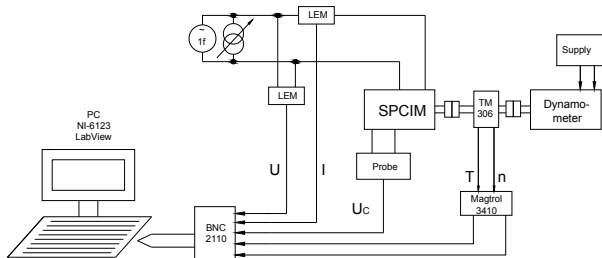 ~
1f
LEM
Supply
LEM
SPCIM
TM
306
Dynamo-
meter
PC
NI-6123
LabView
Probe
U
I
T
n
Uc
Magtrol
3410
BNC
2110